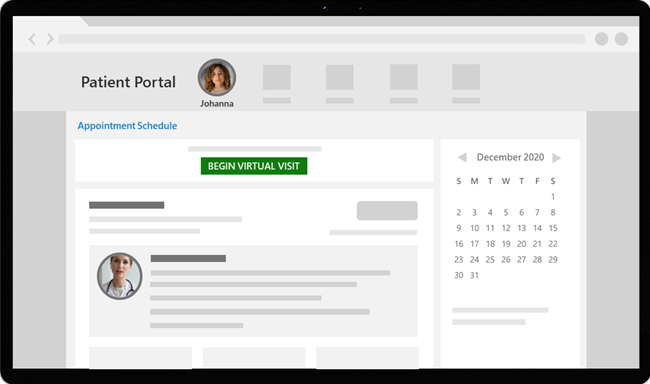 Patient Portal
Johanna
Appointment Schedule
BEGIN VIRTUAL VISIT
December 2020
S M T W T F S
1
2 3 4 5 6 7 8
9 10 11 12 13 14 15
16 17 18 19 20 21 22
23 24 25 26 27 28 29
30 31